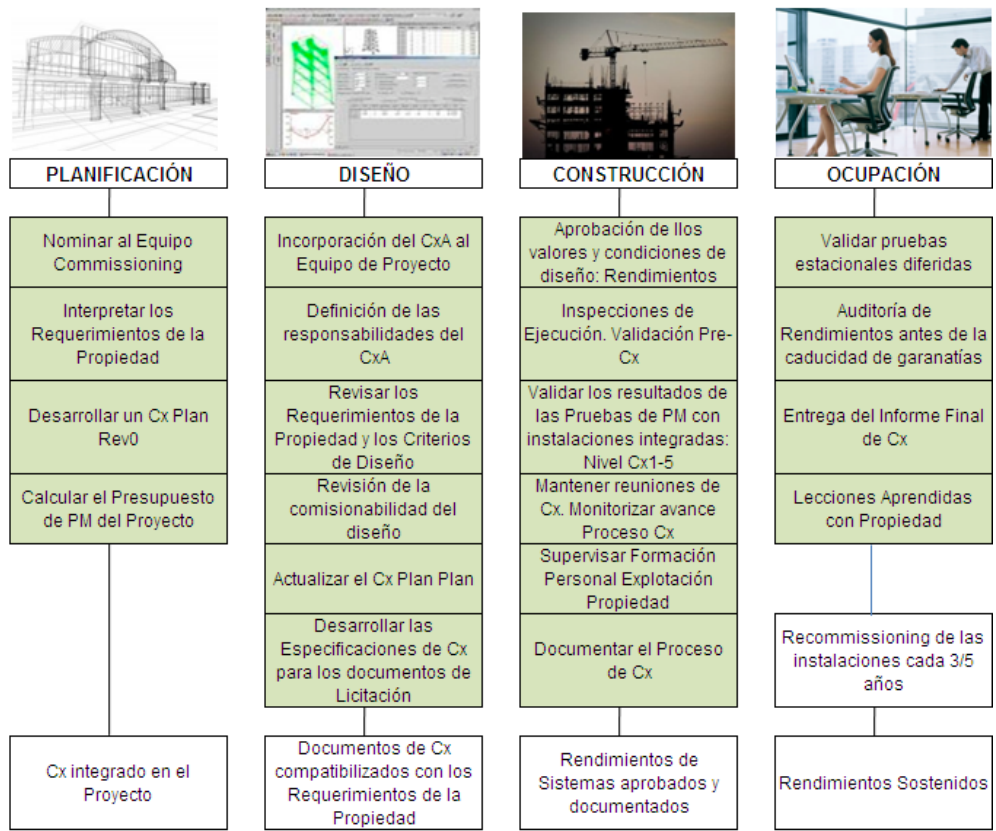 PLANIFICACIÓN
Nominar al Equipo
Commissioning
Interpretar los
Requerimientos de la
Propiedad
Desarrollar un Cx Plan
Rev0
Calcular el Presupuesto
de PM del Proyecto
Cx integrado en el
Proyecto
DISEÑO
Incorporación del CxA al
Equipo de Proyecto
Definición de las
responsabilidades del
CxA
Revisar los
Requerimientos de la
Propiedad y los Criterios
de Diseño
Revisión de la
comisionabilidad del
diseño
Actualizar el Cx Plan Plan
Desarrollar las
Especificaciones de Cx
para los documentos de
Licitación
Documentos de Cx
compatibilizados con los
Requerimientos de la
Propiedad
CONSTRUCCIÓN
Aprobación de llos
valores y condiciones de
diseño: Rendimientos
Inspecciones de
Ejecución. Validación Pre-
Cx
Validar los resultados de
las Pruebas de PM con
instalaciones integradas:
Nivel Cx1-5
Mantener reuniones de
Cx. Monitorizar avance
Proceso Cx
Supervisar Formación
Personal Explotación
Propiedad
Documentar el Proceso
de Cx
Rendimientos de
Sistemas aprobados y
documentados
OCUPACIÓN
Validar pruebas
estacionales diferidas
Auditoría de
Rendimientos antes de la
caducidad de garanatías
Entrega del Informe Final
de Cx
Lecciones Aprendidas
con Propiedad
Recommissioning de las
instalaciones cada 3/5
años
Rendimientos Sostenidos